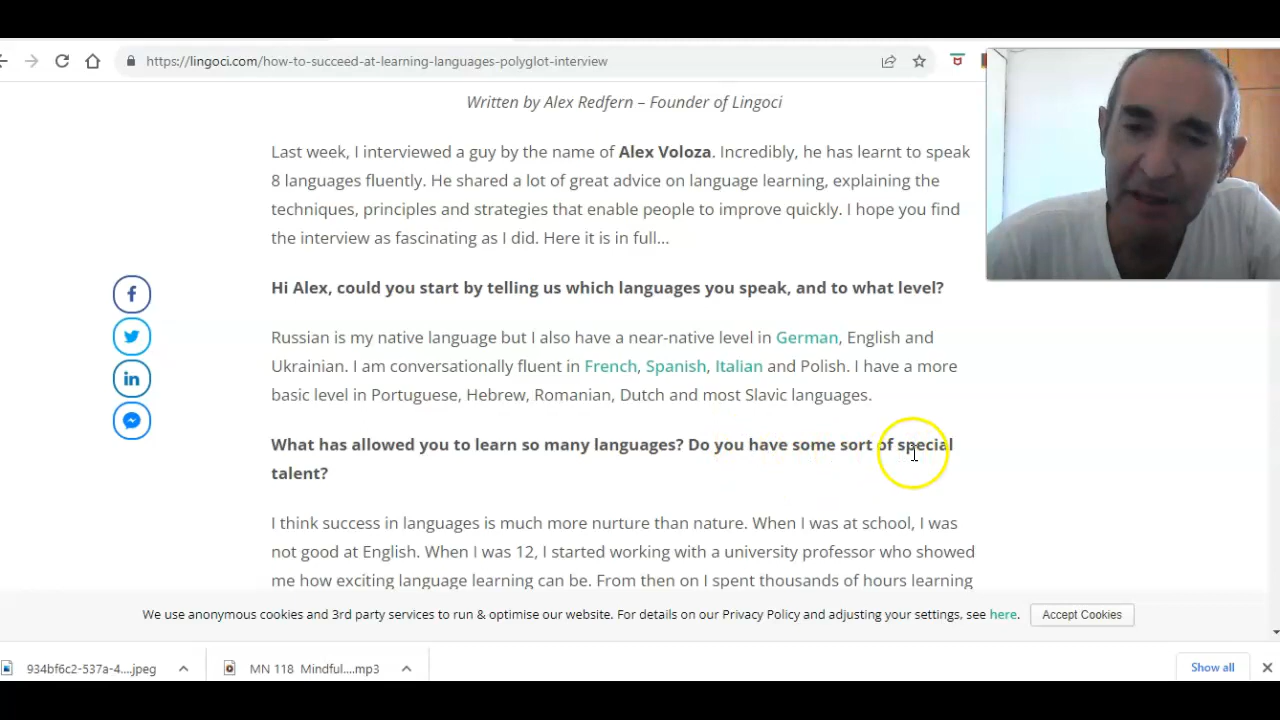 https://lingoci.com/how-to-succeed-at-learning-languages-polyglot-interview
Written by Alex Redfern – Founder of Lingoci
Last week, I interviewed a guy by the name of Alex Voloza. Incredibly, he has learnt to speak
8 languages fluently. He shared a lot of great advice on language learning, explaining the
techniques, principles and strategies that enable people to improve quickly. I hope you find
the interview as fascinating as I did. Here it is in full...
Hi Alex, could you start by telling us which languages you speak, and to what level?
Russian is my native language but I also have a near-native level in German, English and
Ukrainian. I am conversationally fluent in French, Spanish, Italian and Polish. I have a more
basic level in Portuguese, Hebrew, Romanian, Dutch and most Slavic languages.
What has allowed you to learn so many languages? Do you have some sort of special
talent?
I think success in languages is much more nurture than nature. When I was at school, I was
not good at English. When I was 12, I started working with a university professor who showed
me how exciting language learning can be. From then on I spent thousands of hours learning
We use anonymous cookies and 3rd party services to run & optimise our website. For details on our Privacy Policy and adjusting your settings, see here. Accept Cookies
934bf6c2-537a-4....jpeg MN 118 Mindful....mp3 Show all